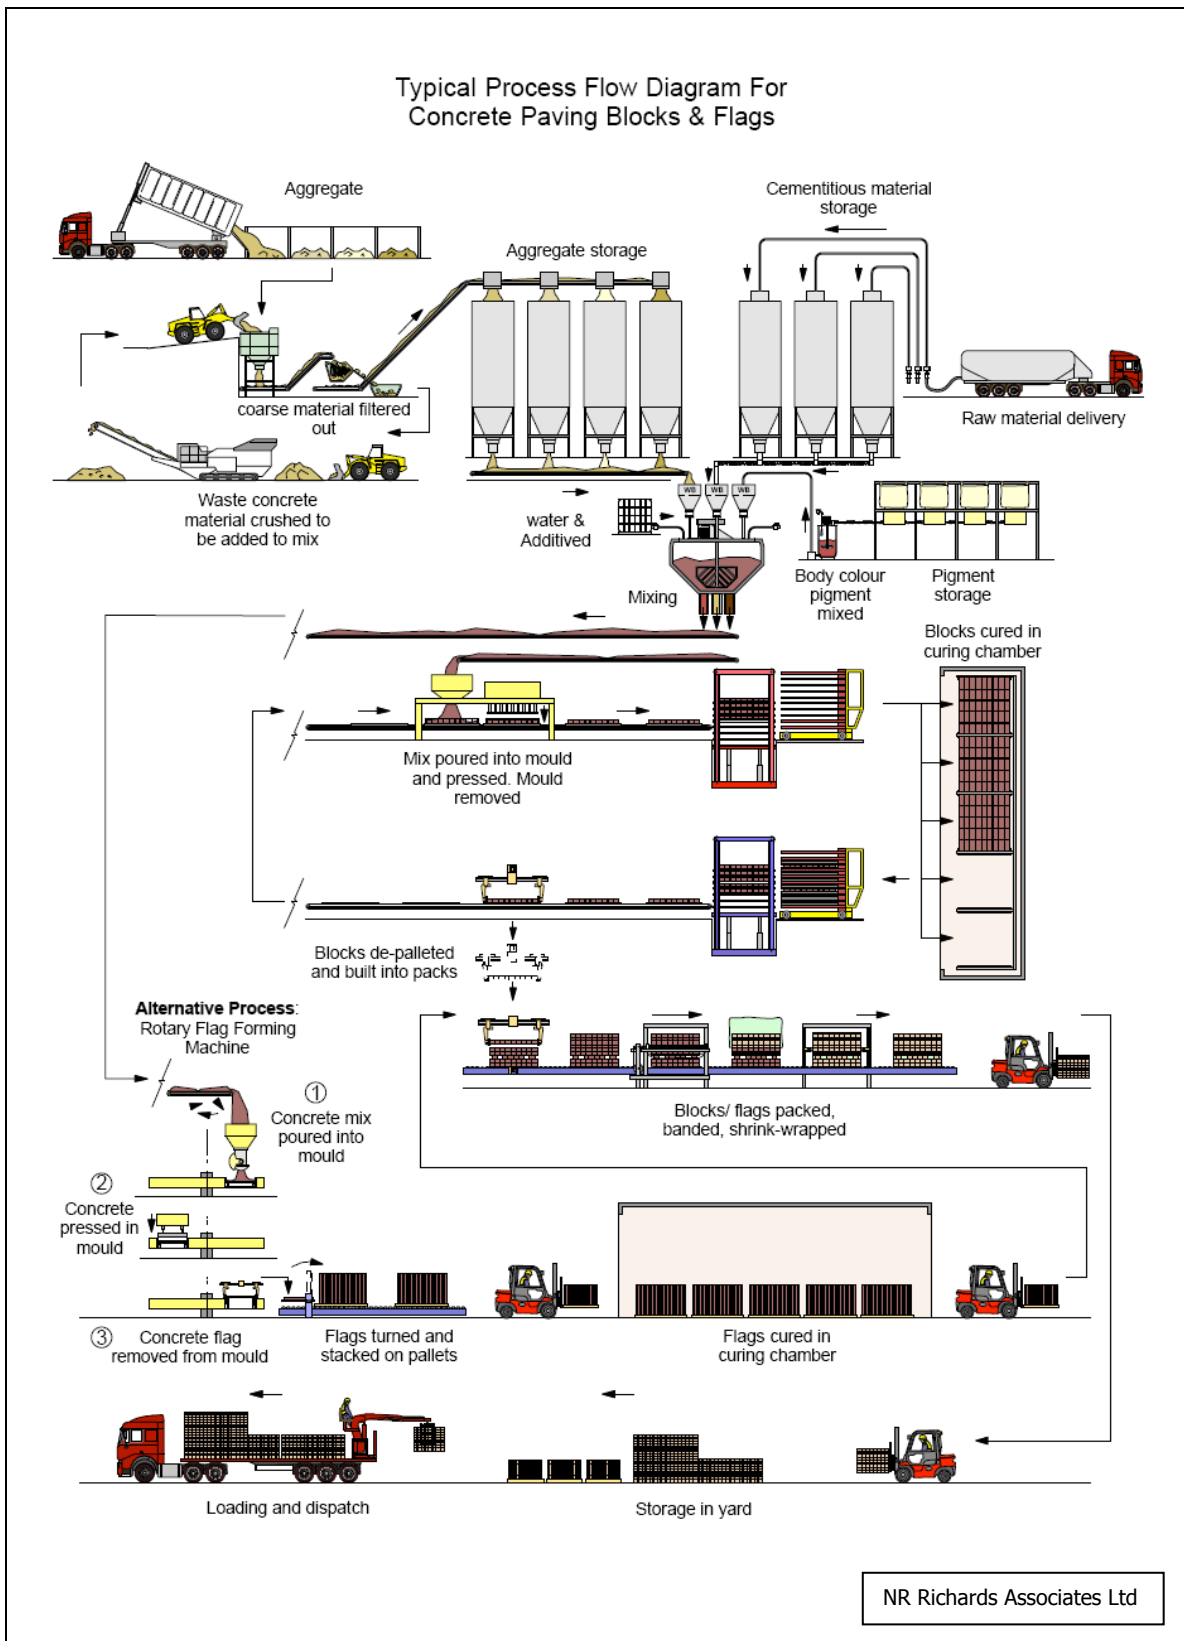 Typical Process Flow Diagram For
Concrete Paving Blocks & Flags
Aggregate
Cementitious material
storage
Aggregate storage
coarse material filtered
out
Raw material delivery
Waste concrete
material crushed to
be added to mix
WB WB WB
water &
Additived
Mixing
Body colour
pigment
mixed
Pigment
storage
Blocks cured in
curing chamber
Mix poured into mould
and pressed. Mould
removed
Blocks de-palleted
and built into packs
Alternative Process:
Rotary Flag Forming
Machine
1
Concrete mix
poured into
mould
Blocks/ flags packed,
banded, shrink-wrapped
2
Concrete
pressed in
mould
3 Concrete flag
removed from mould
Flags turned and
stacked on pallets
Flags cured in
curing chamber
Loading and dispatch
Storage in yard
NR Richards Associates Ltd